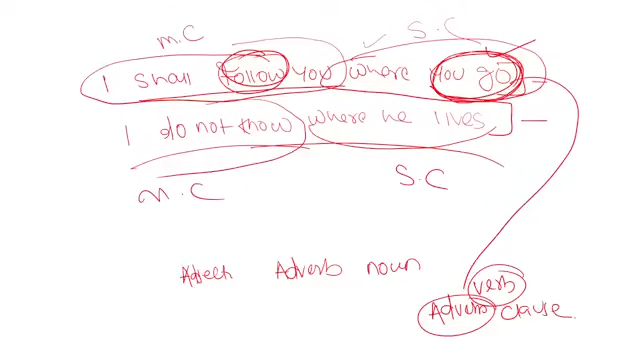 m.C S.C
I shall follow you where you go
I do not know where he lives
M.C S.C
Adverb noun
verb
Adverb clause.